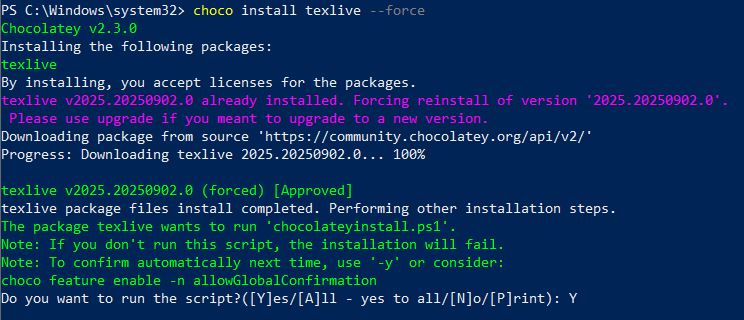 PS C:\Windows\system32> choco install texlive --force
Chocolatey v2.3.0
Installing the following packages:
texlive
By installing, you accept licenses for the packages.
texlive v2025.20250902.0 already installed. Forcing reinstall of version '2025.20250902.0'.
 Please use upgrade if you meant to upgrade to a new version.
Downloading package from source 'https://community.chocolatey.org/api/v2/'
Progress: Downloading texlive 2025.20250902.0... 100%
texlive v2025.20250902.0 (forced) [Approved]
texlive package files install completed. Performing other installation steps.
The package texlive wants to run 'chocolateyinstall.ps1'.
Note: If you don't run this script, the installation will fail.
Note: To confirm automatically next time, use '-y' or consider:
choco feature enable -n allowGlobalConfirmation
Do you want to run the script?([Y]es/[A]ll - yes to all/[N]o/[P]rint): Y